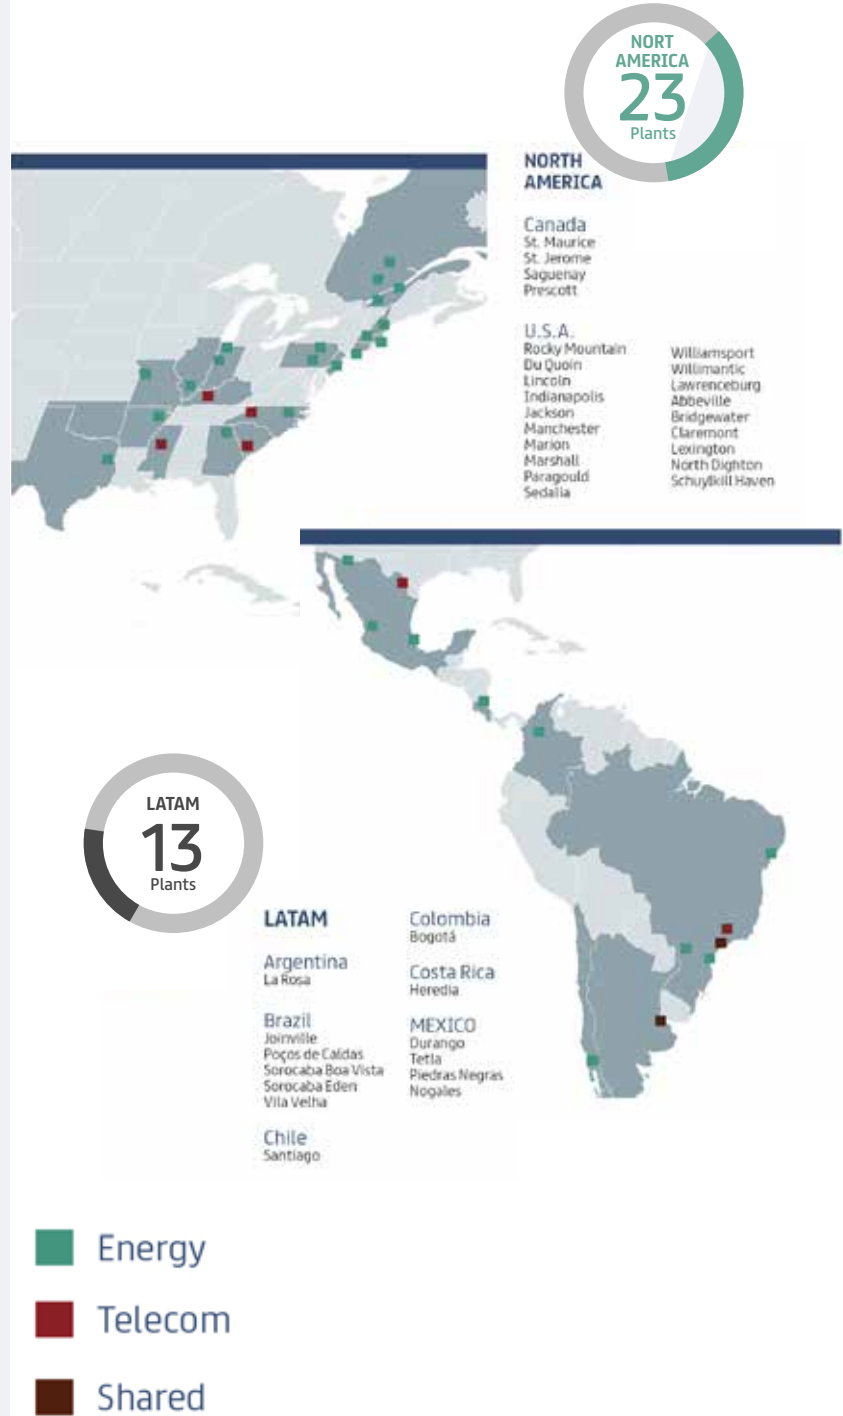 NORT
AMERICA
23
Plants
NORTH
AMERICA
Canada
St. Maurice
St. Jerome
Saguenay
Prescott
U.S.A.
Rocky Mountain
Du Quoin
Lincoln
Indianapolis
Jackson
Manchester
Marion
Marshall
Paragould
Sedalia
Williamsport
Willimantic
Lawrenceburg
Abbeville
Bridgewater
Claremont
Lexington
North Dighton
Schuylkill Haven
LATAM
13
Plants
LATAM
Argentina
La Rosa
Brazil
Joinville
Poços de Caldas
Sorocaba Boa Vista
Sorocaba Eden
Vila Velha
Chile
Santiago
Colombia
Bogotá
Costa Rica
Heredia
MEXICO
Durango
Tetla
Piedras Negras
Nogales
Energy
Telecom
Shared